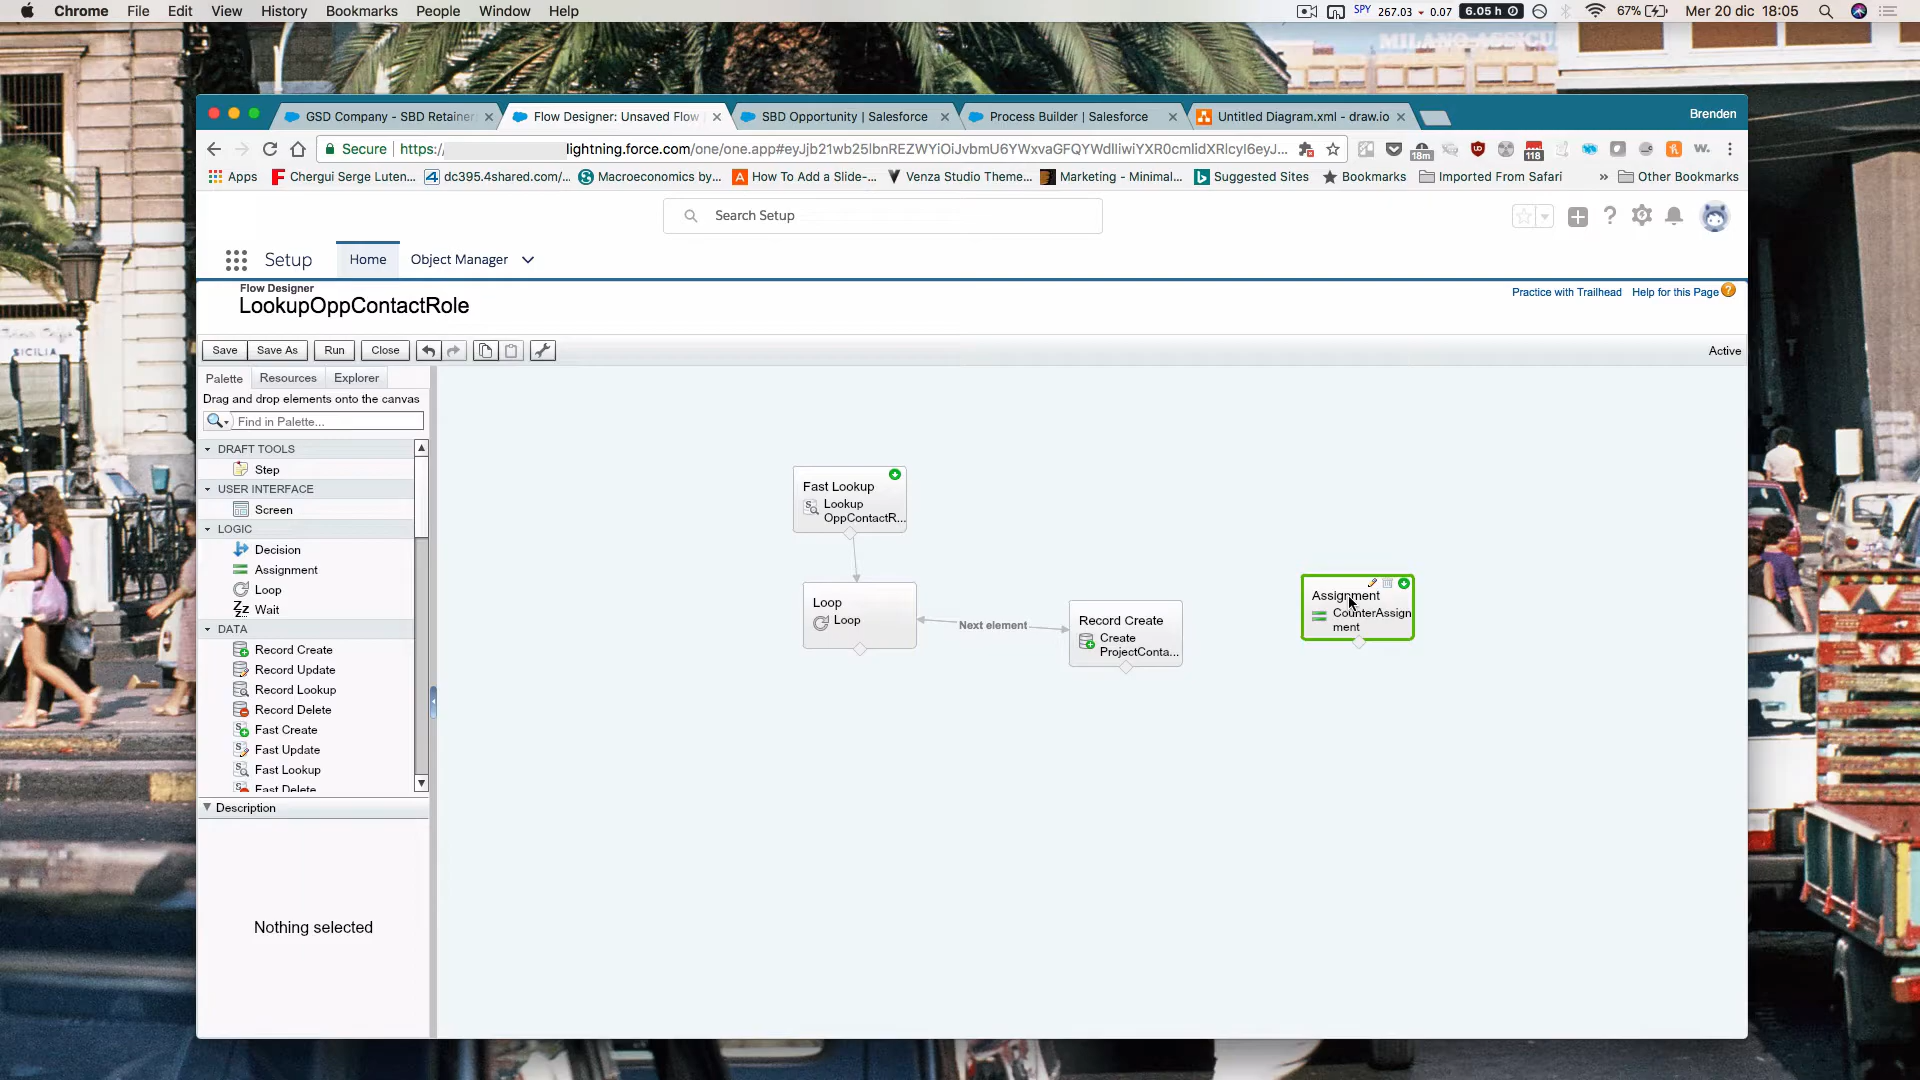 Chrome File Edit View History Bookmarks People Window Help
SPY 267.03 0.07 6.05 h 67% Mer 20 dic 18:05
GSD Company - SBD Retainer
Flow Designer: Unsaved Flow
SBD Opportunity | Salesforce
Process Builder | Salesforce
Untitled Diagram.xml - draw.io
Brenden
Secure https:// lightning.force.com/one/one.app#eyJjb21wb25lbnREZWYiOiJvbmU6YWxvaGFQYWdlIiwiYXR0cmlidXRlcyI6eyJ...
18m
118
Apps Chergui Serge Luten... dc395.4shared.com/... Macroeconomics by... How To Add a Slide-... Venza Studio Theme... Marketing - Minimal... Suggested Sites Bookmarks Imported From Safari » Other Bookmarks
Search Setup
Setup Home Object Manager
Flow Designer
LookupOppContactRole
Practice with Trailhead Help for this Page
Save Save As Run Close
Active
Palette Resources Explorer
Drag and drop elements onto the canvas
Find in Palette...
DRAFT TOOLS
Step
USER INTERFACE
Screen
LOGIC
Decision
Assignment
Loop
Wait
DATA
Record Create
Record Update
Record Lookup
Record Delete
Fast Create
Fast Update
Fast Lookup
Fast Delete
Description
Nothing selected
Fast Lookup
Lookup
OppContactR...
Loop
Loop
Next element
Record Create
Create
ProjectConta...
Assignment
CounterAssign
ment
SICILIA